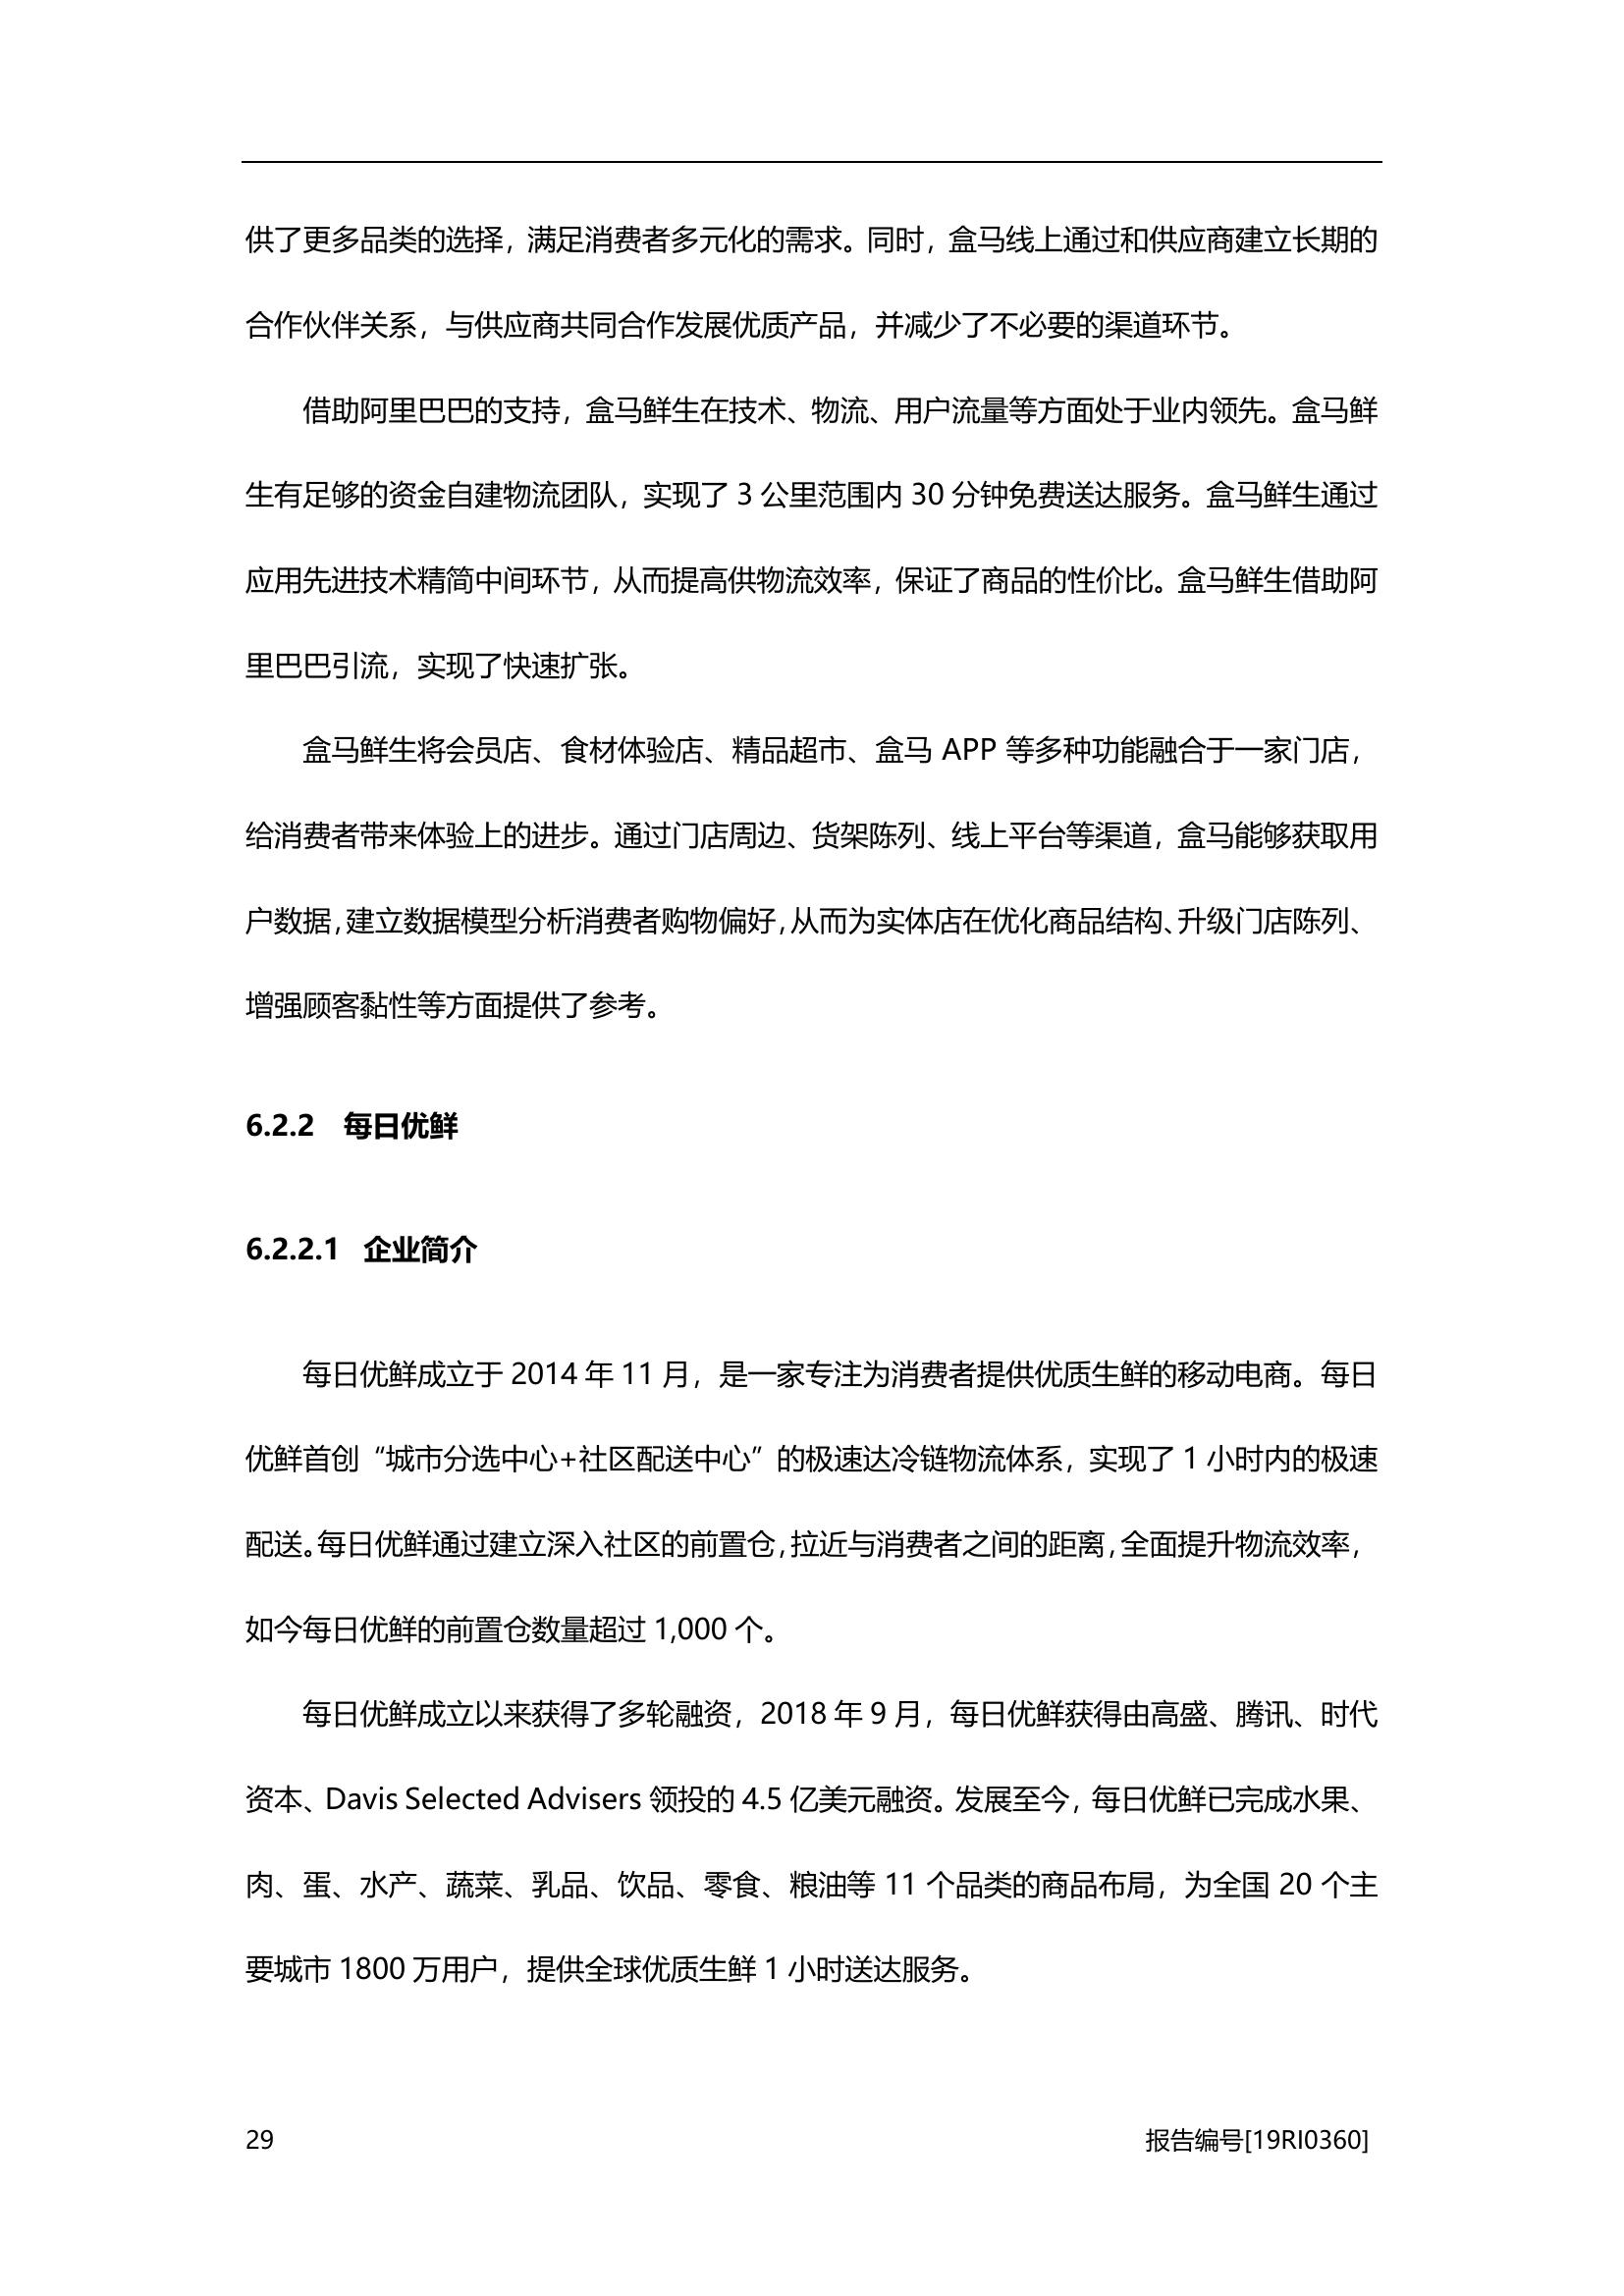 供了更多品类的选择，满足消费者多元化的需求。同时，盒马线上通过和供应商建立长期的
合作伙伴关系，与供应商共同合作发展优质产品，并减少了不必要的渠道环节。
借助阿里巴巴的支持，盒马鲜生在技术、物流、用户流量等方面处于业内领先。盒马鲜
生有足够的资金自建物流团队，实现了 3 公里范围内 30 分钟免费送达服务。盒马鲜生通过
应用先进技术精简中间环节，从而提高供物流效率，保证了商品的性价比。盒马鲜生借助阿
里巴巴引流，实现了快速扩张。
盒马鲜生将会员店、食材体验店、精品超市、盒马 APP 等多种功能融合于一家门店，
给消费者带来体验上的进步。通过门店周边、货架陈列、线上平台等渠道，盒马能够获取用
户数据，建立数据模型分析消费者购物偏好，从而为实体店在优化商品结构、升级门店陈列、
增强顾客黏性等方面提供了参考。
6.2.2 每日优鲜
6.2.2.1 企业简介
每日优鲜成立于 2014 年 11 月，是一家专注为消费者提供优质生鲜的移动电商。每日
优鲜首创“城市分选中心+社区配送中心”的极速达冷链物流体系，实现了 1 小时内的极速
配送。每日优鲜通过建立深入社区的前置仓，拉近与消费者之间的距离，全面提升物流效率，
如今每日优鲜的前置仓数量超过 1,000 个。
每日优鲜成立以来获得了多轮融资，2018 年 9 月，每日优鲜获得由高盛、腾讯、时代
资本、Davis Selected Advisers 领投的 4.5 亿美元融资。发展至今，每日优鲜已完成水果、
肉、蛋、水产、蔬菜、乳品、饮品、零食、粮油等 11 个品类的商品布局，为全国 20 个主
要城市 1800 万用户，提供全球优质生鲜 1 小时送达服务。
29 报告编号[19RI0360]